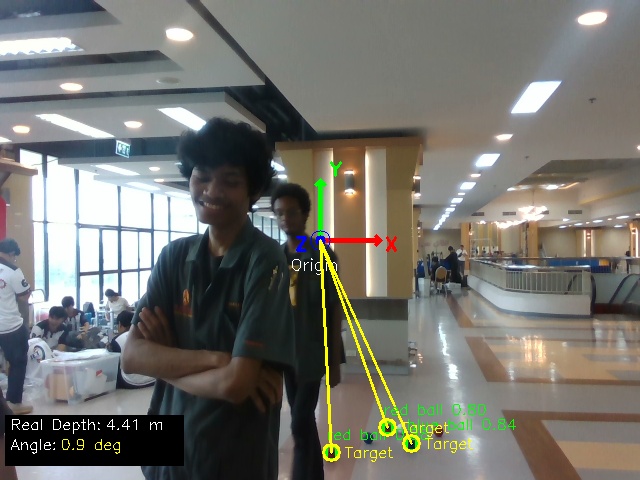 Y
Z
X
Origin
red ball 0.80
ball 0.84
Target
Target
ed ball
Target
Real Depth: 4.41 m
Angle: 0.9 deg